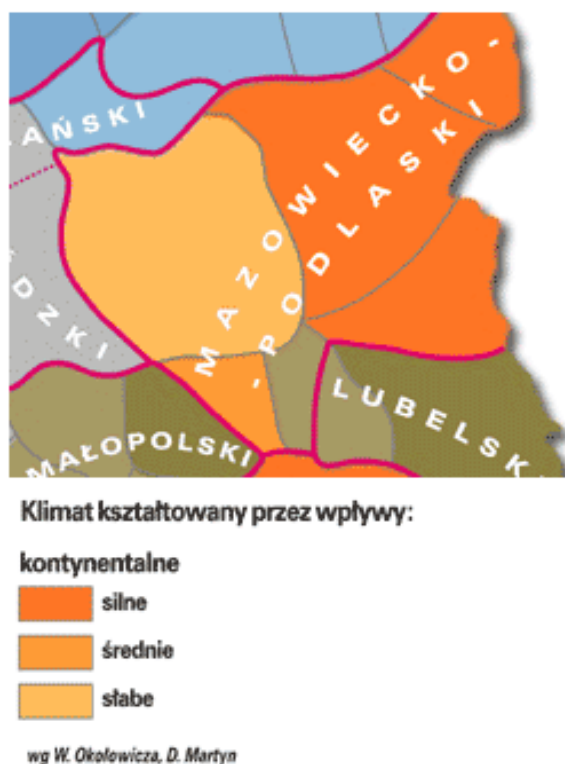 AŃSKI
MAZOWIECKO-
-PODLASKI
DZKI
LUBELSKI
MAŁOPOLSKI
Klimat kształtowany przez wpływy:
kontynentalne
silne
średnie
słabe
wg W. Okołowicza, D. Martyn